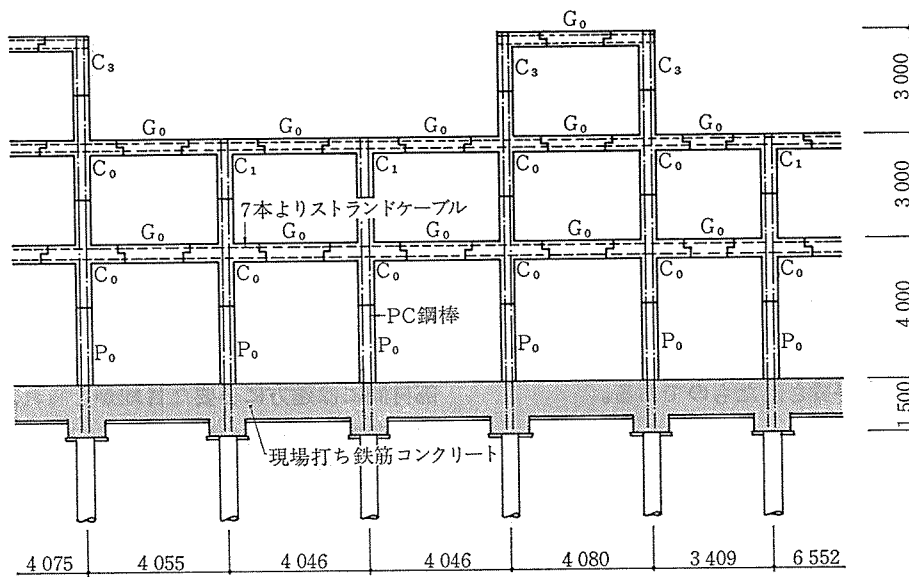 G₀
C₃ C₃ C₃
3 000
G₀ G₀ G₀ G₀ G₀
C₀ C₁ C₁ C₀ C₀ C₁
3 000
7本よりストランドケーブル
G₀ G₀ G₀ G₀ G₀
C₀ C₀ C₀ C₀ C₀ C₀
4 000
PC鋼棒
P₀ P₀ P₀ P₀ P₀ P₀
1 500
現場打ち鉄筋コンクリート
4 075 4 055 4 046 4 046 4 080 3 409 6 552